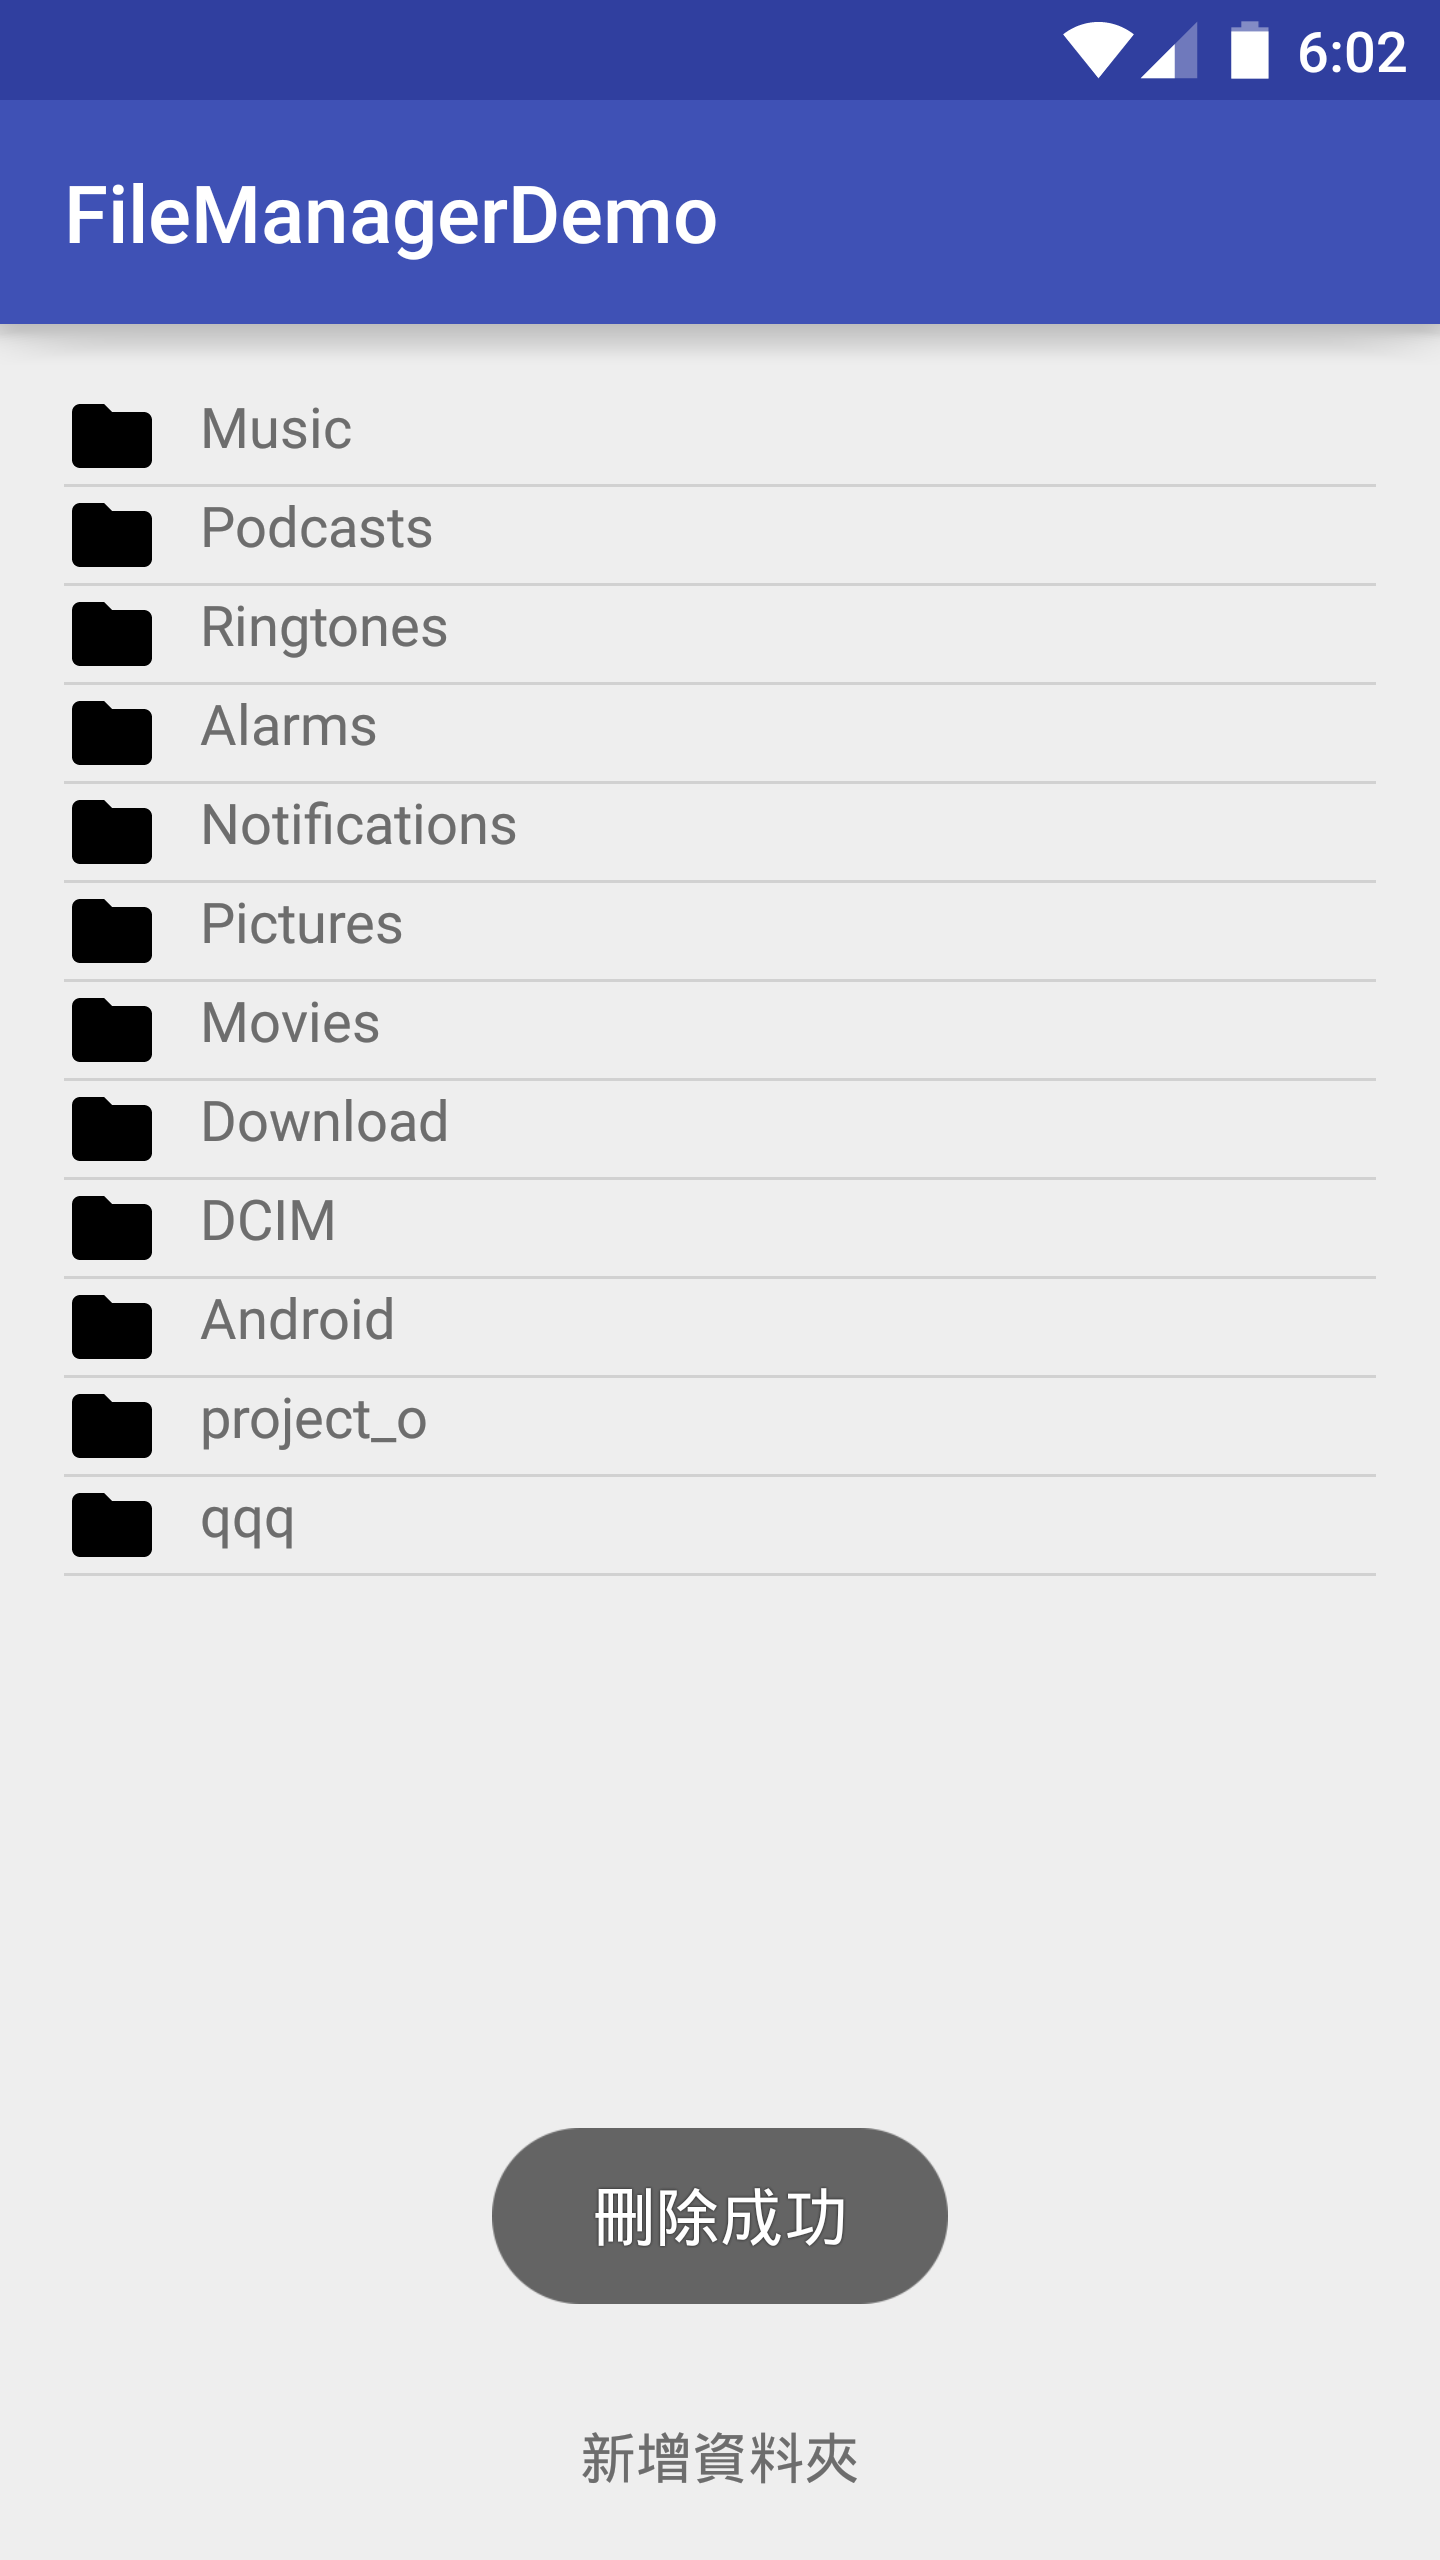 6:02
FileManagerDemo
Music
Podcasts
Ringtones
Alarms
Notifications
Pictures
Movies
Download
DCIM
Android
project_o
qqq
刪除成功
新增資料夾